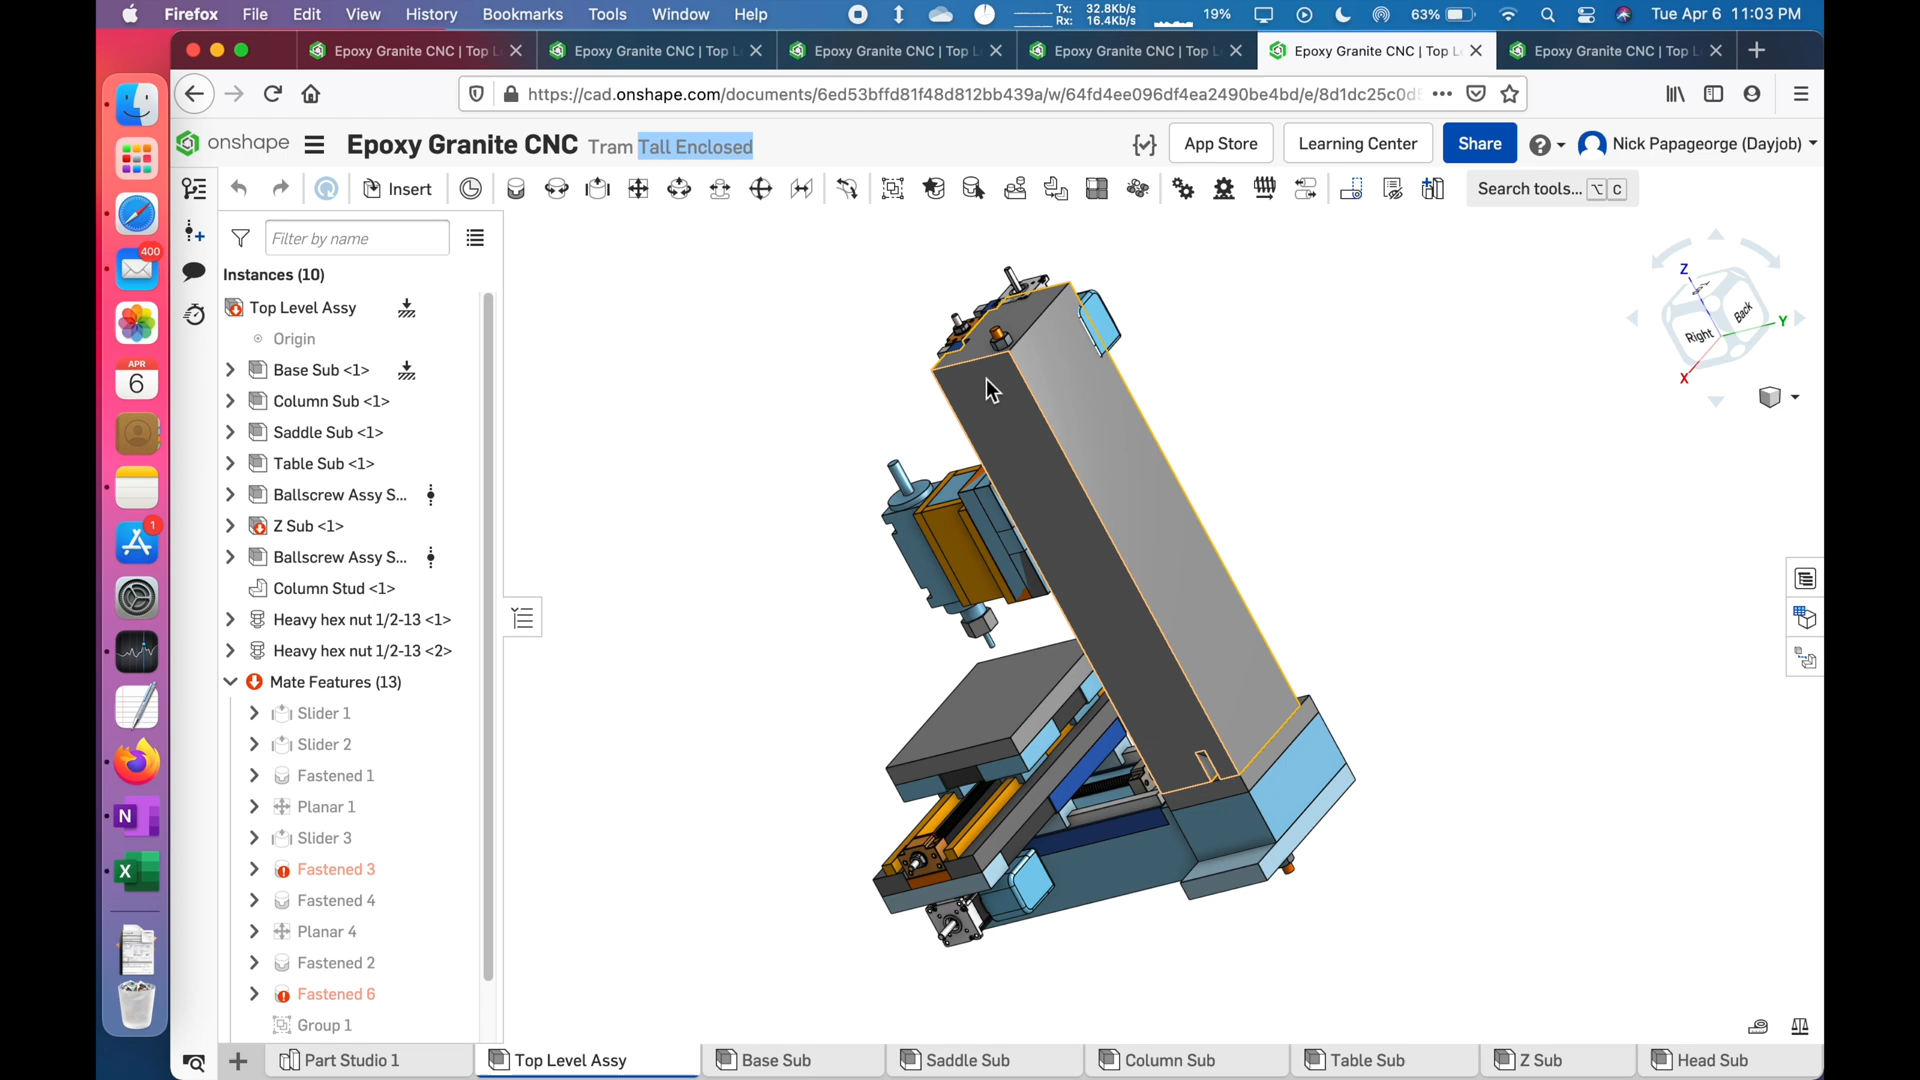 Firefox File Edit View History Bookmarks Tools Window Help Tx: 32.8Kb/s Rx: 16.4Kb/s 19% 63% Tue Apr 6 11:03 PM
Epoxy Granite CNC | Top L Epoxy Granite CNC | Top L Epoxy Granite CNC | Top L Epoxy Granite CNC | Top L Epoxy Granite CNC | Top L Epoxy Granite CNC | Top L
https://cad.onshape.com/documents/6ed53bffd81f48d812bb439a/w/64fd4ee096df4ea2490be4bd/e/8d1dc25c0d
onshape Epoxy Granite CNC Tram Tall Enclosed App Store Learning Center Share Nick Papageorge (Dayjob)
Insert Search tools... ⌥ C
Filter by name
Instances (10)
Top Level Assy
Origin
Base Sub <1>
Column Sub <1>
Saddle Sub <1>
Table Sub <1>
Ballscrew Assy S...
Z Sub <1>
Ballscrew Assy S...
Column Stud <1>
Heavy hex nut 1/2-13 <1>
Heavy hex nut 1/2-13 <2>
Mate Features (13)
Slider 1
Slider 2
Fastened 1
Planar 1
Slider 3
Fastened 3
Fastened 4
Planar 4
Fastened 2
Fastened 6
Group 1
Z
Y
X
Right
Back
400
APR
6
1
N
X
Part Studio 1 Top Level Assy Base Sub Saddle Sub Column Sub Table Sub Z Sub Head Sub